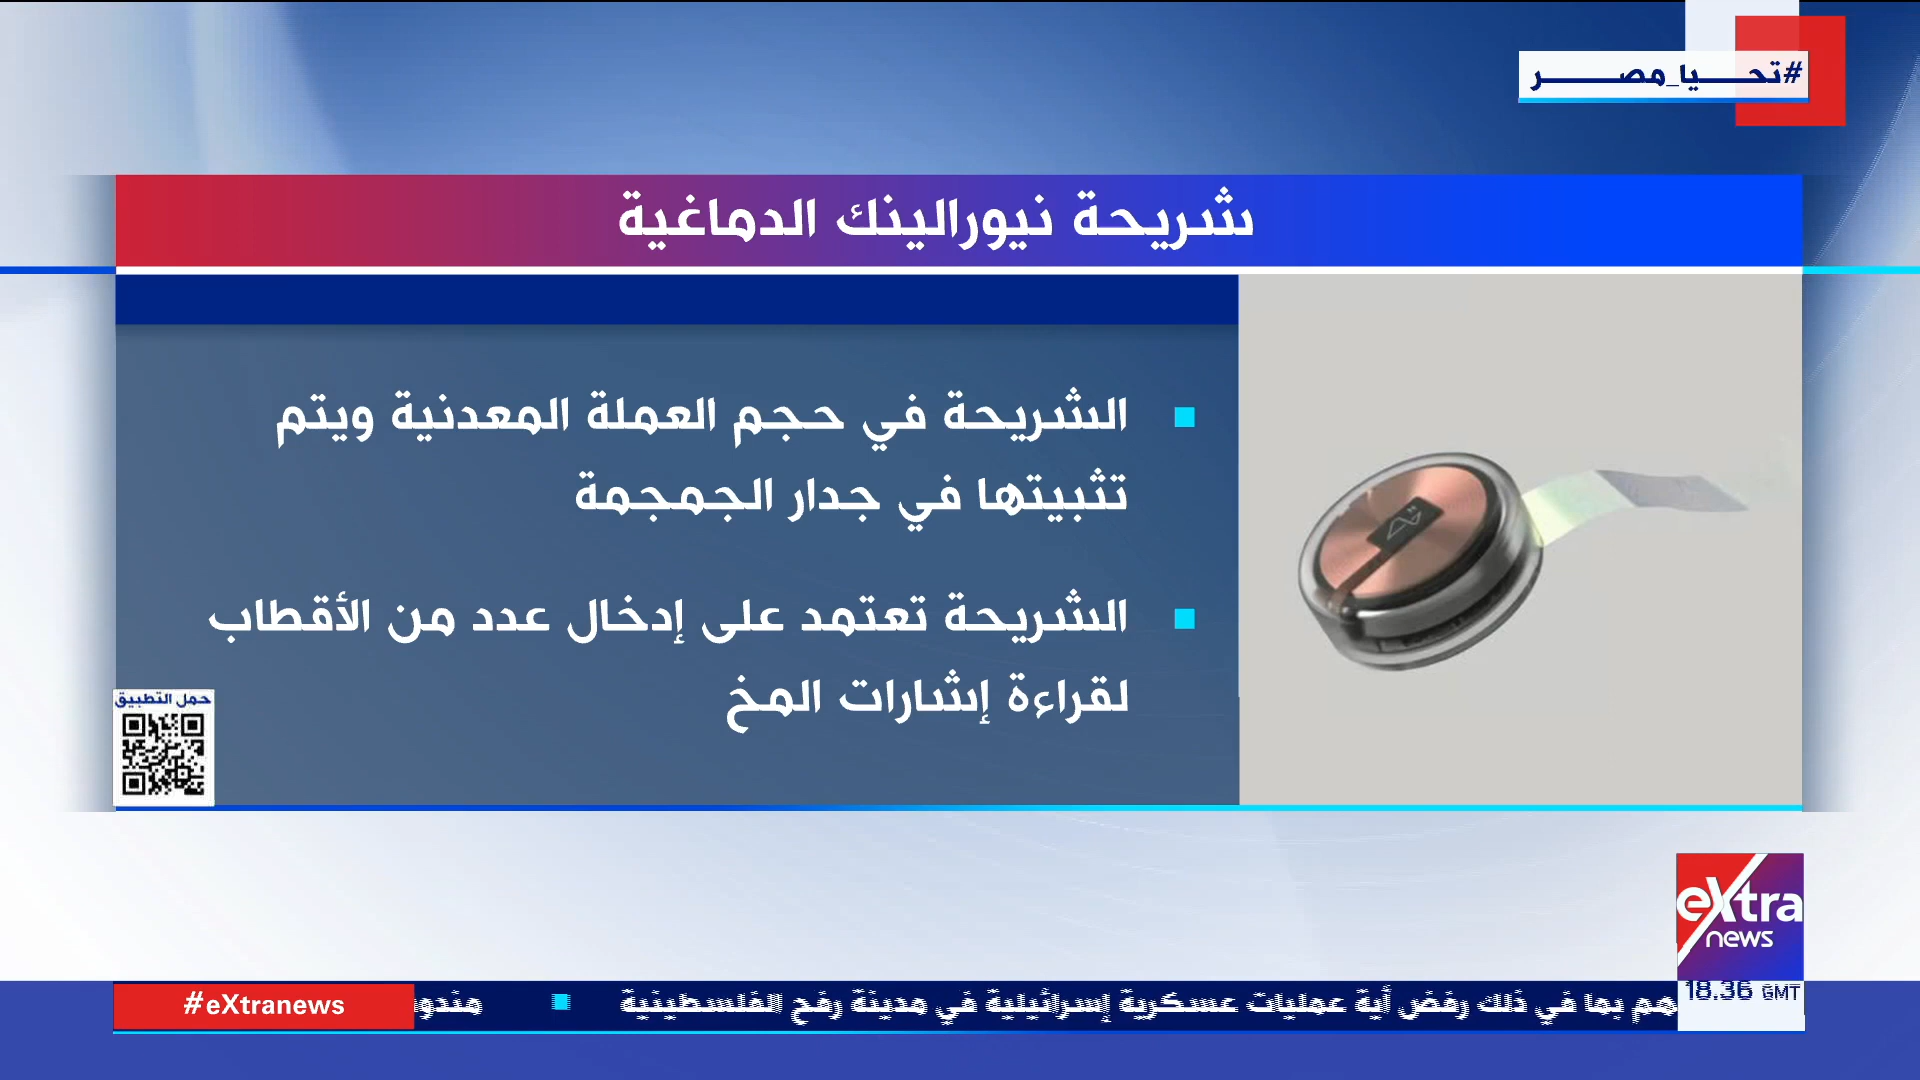 #تحيا_مصر
شريحة نيورالينك الدماغية
الشريحة في حجم العملة المعدنية ويتم
تثبيتها في جدار الجمجمة
الشريحة تعتمد على إدخال عدد من الأقطاب
لقراءة إشارات المخ
حمل التطبيق
eXtra
news
18.36 GMT
هم بما في ذلك رفض أية عمليات عسكرية إسرائيلية في مدينة رفح الفلسطينية ■ مندو
#eXtranews